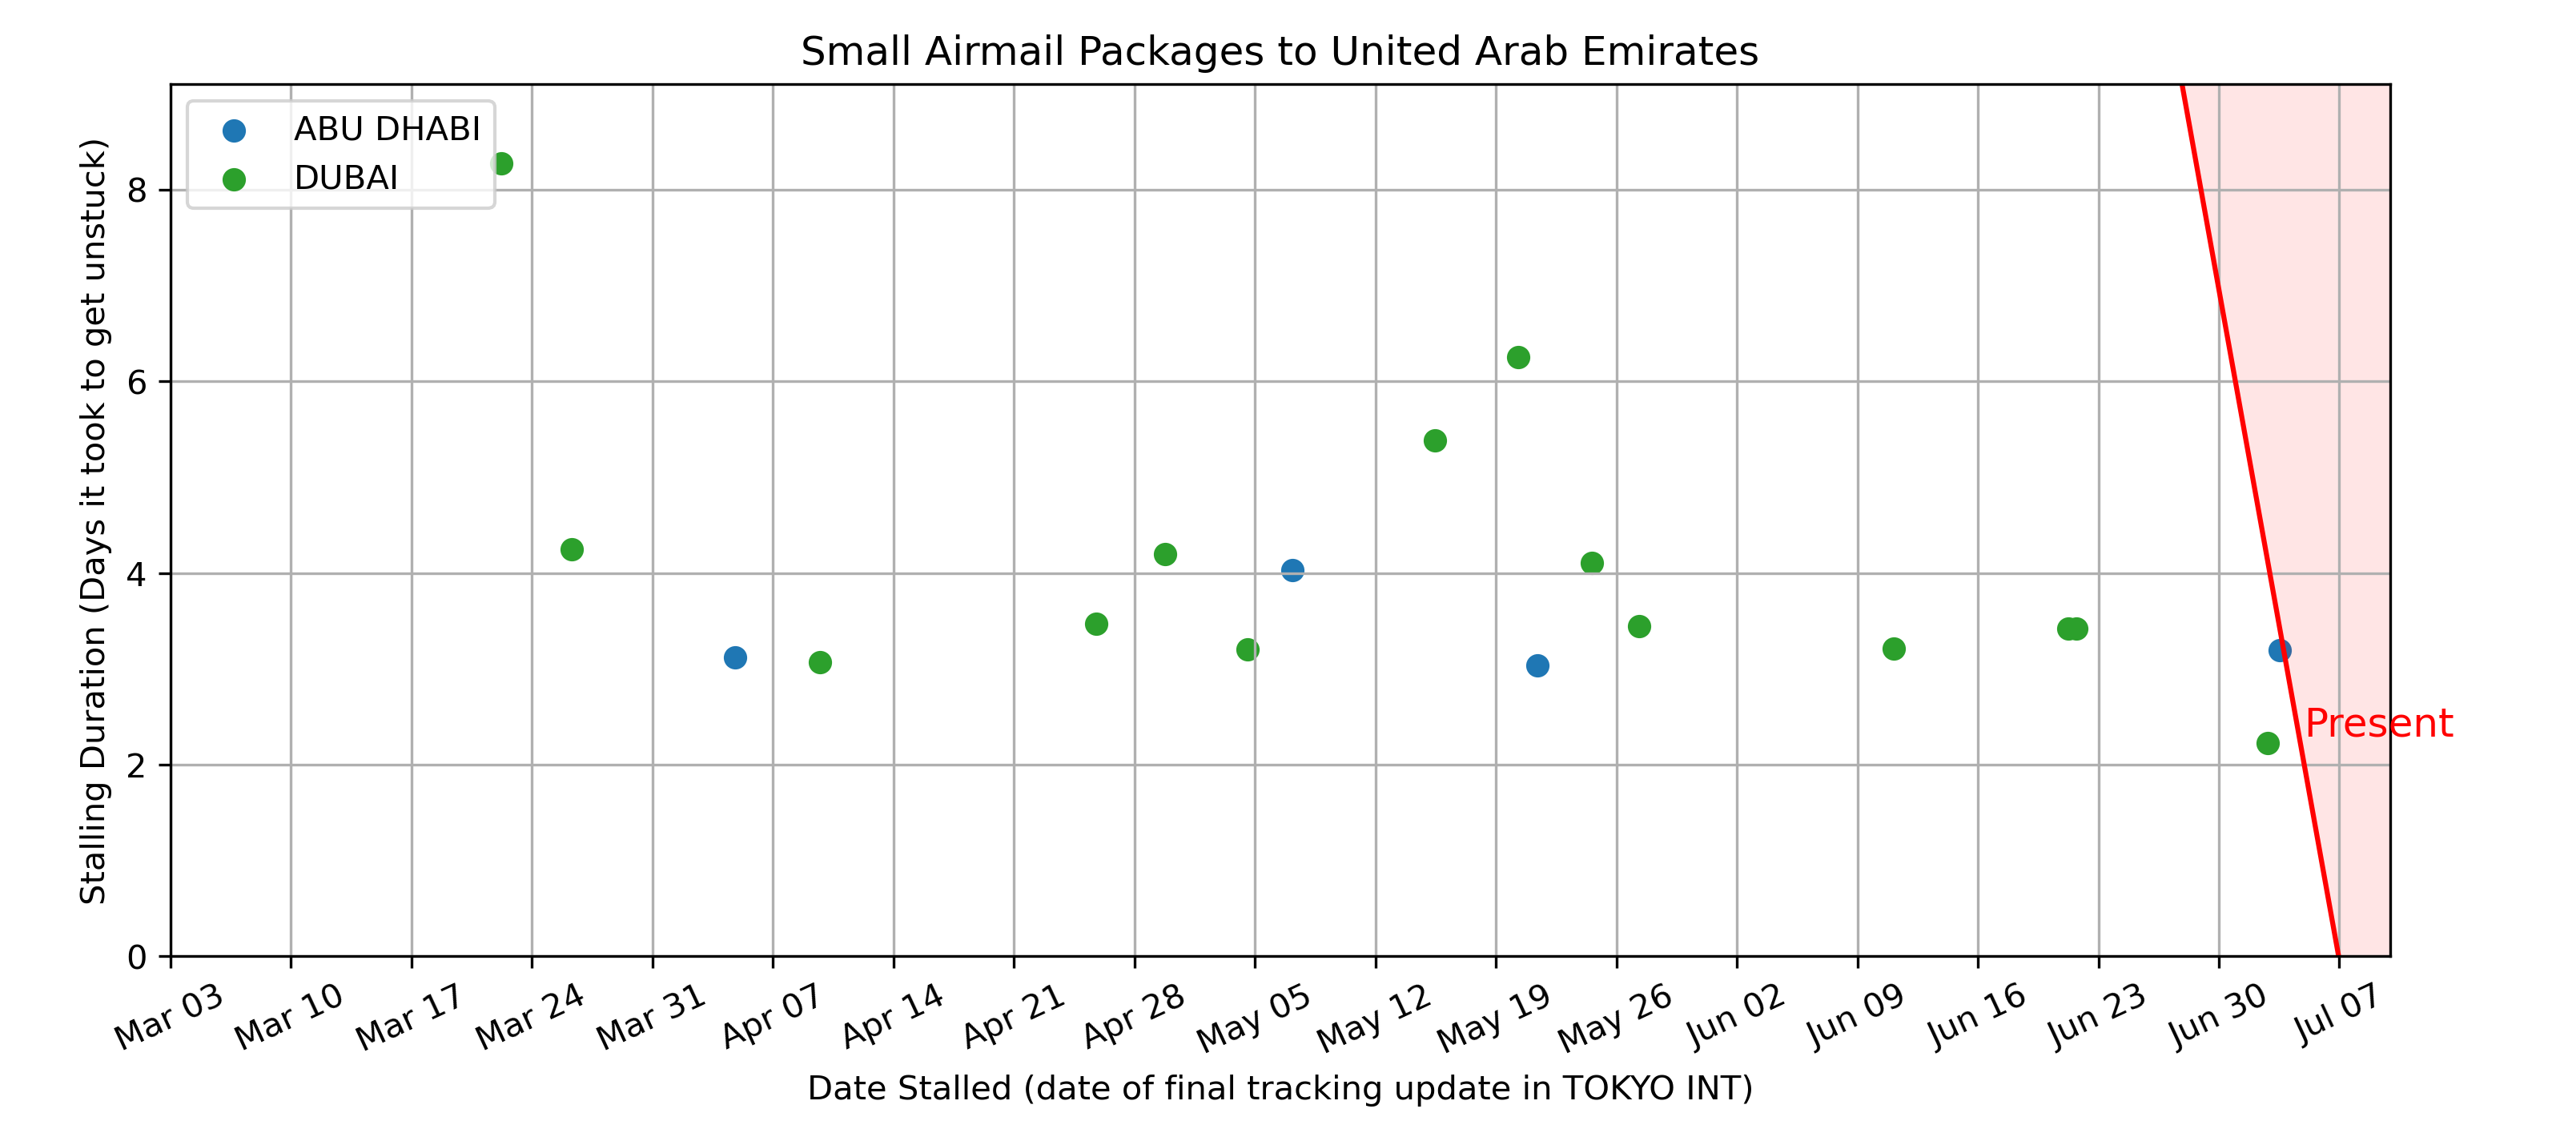 Small Airmail Packages to United Arab Emirates
ABU DHABI
DUBAI
Stalling Duration (Days it took to get unstuck)
8
6
4
2
0
Present
Mar 03
Mar 10
Mar 17
Mar 24
Mar 31
Apr 07
Apr 14
Apr 21
Apr 28
May 05
May 12
May 19
May 26
Jun 02
Jun 09
Jun 16
Jun 23
Jun 30
Jul 07
Date Stalled (date of final tracking update in TOKYO INT)